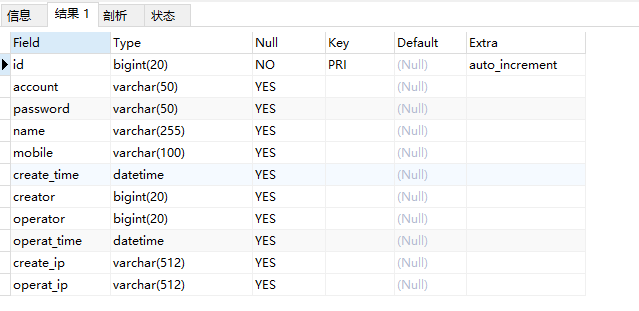 信息 结果 1 剖析 状态
Field Type Null Key Default Extra
id bigint(20) NO PRI (Null) auto_increment
account varchar(50) YES (Null)
password varchar(50) YES (Null)
name varchar(255) YES (Null)
mobile varchar(100) YES (Null)
create_time datetime YES (Null)
creator bigint(20) YES (Null)
operator bigint(20) YES (Null)
operat_time datetime YES (Null)
create_ip varchar(512) YES (Null)
operat_ip varchar(512) YES (Null)